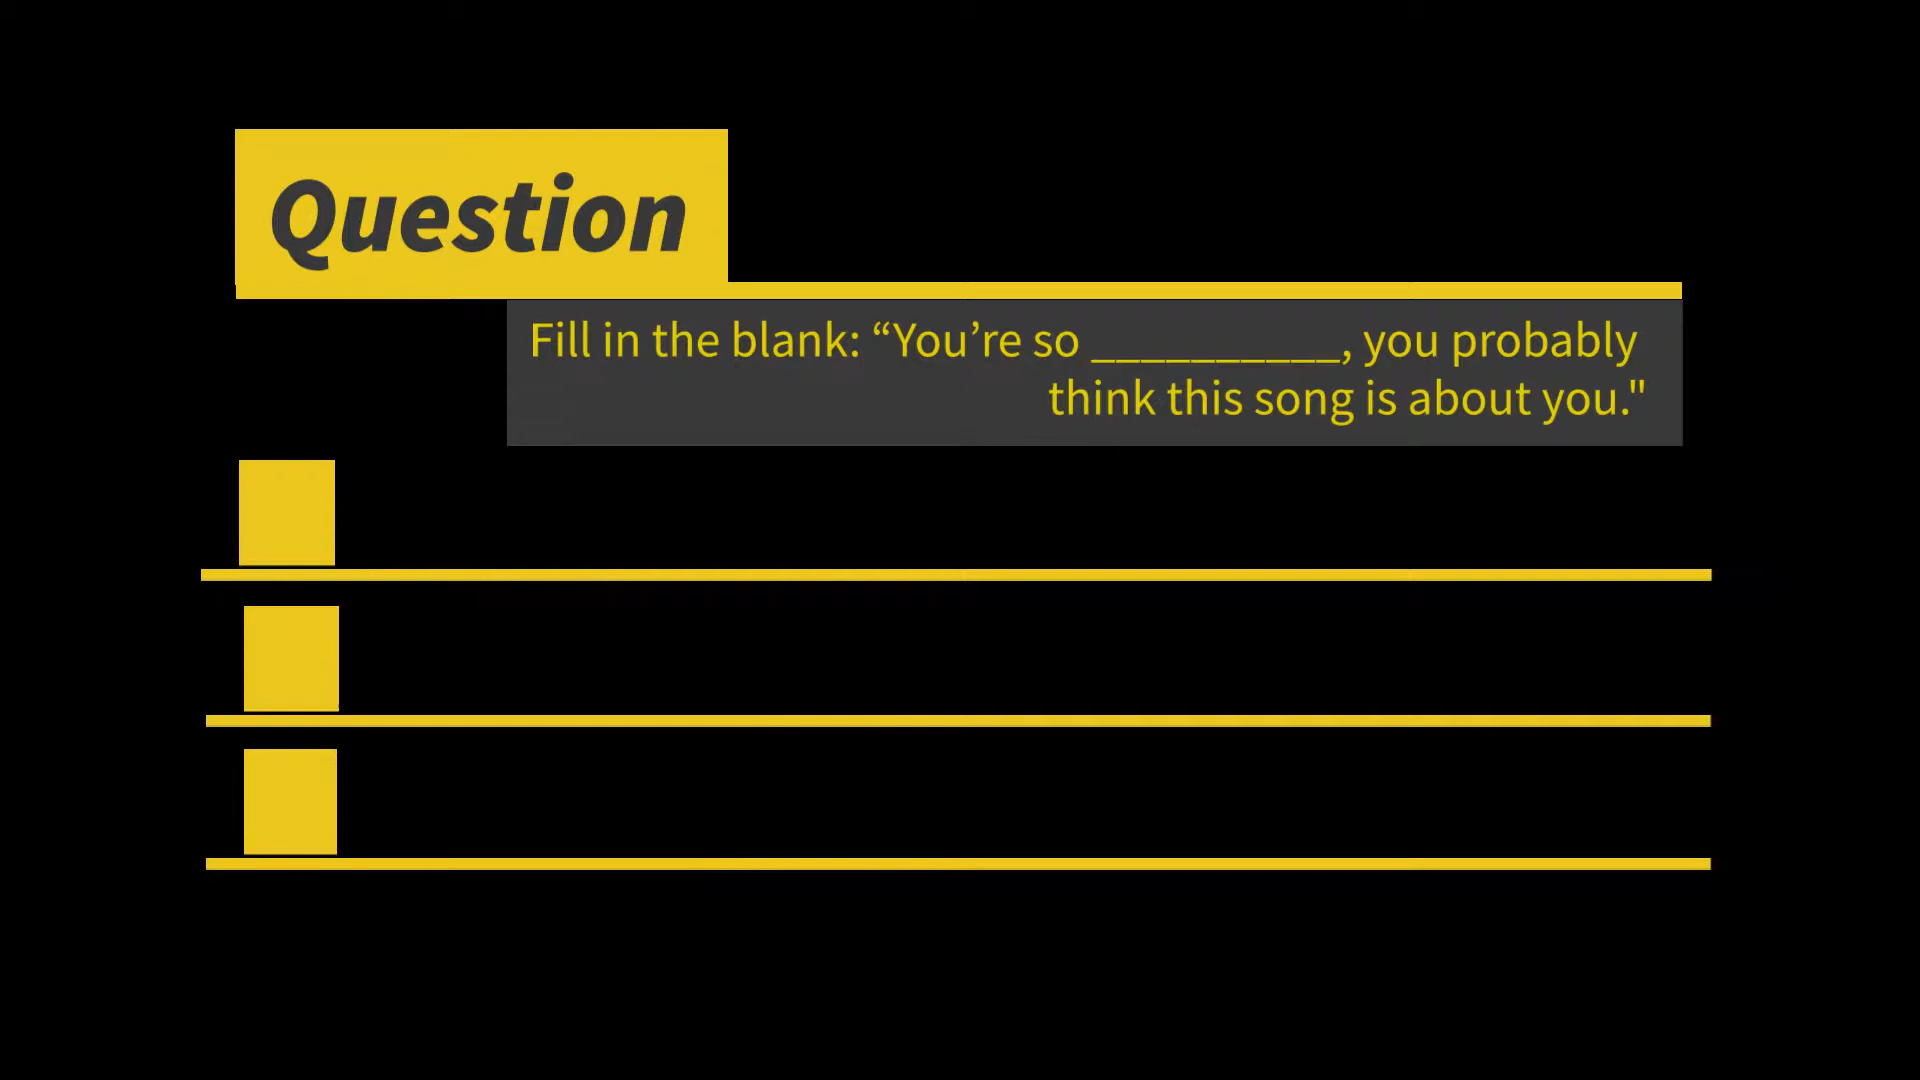 Question
Fill in the blank: “You’re so __________, you probably
think this song is about you."